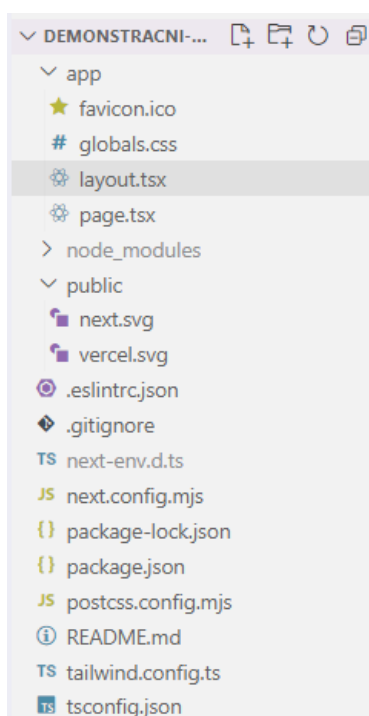 DEMONSTRACNI-...
app
favicon.ico
# globals.css
layout.tsx
page.tsx
node_modules
public
next.svg
vercel.svg
.eslintrc.json
.gitignore
TS next-env.d.ts
JS next.config.mjs
{} package-lock.json
{} package.json
JS postcss.config.mjs
README.md
TS tailwind.config.ts
TS tsconfig.json